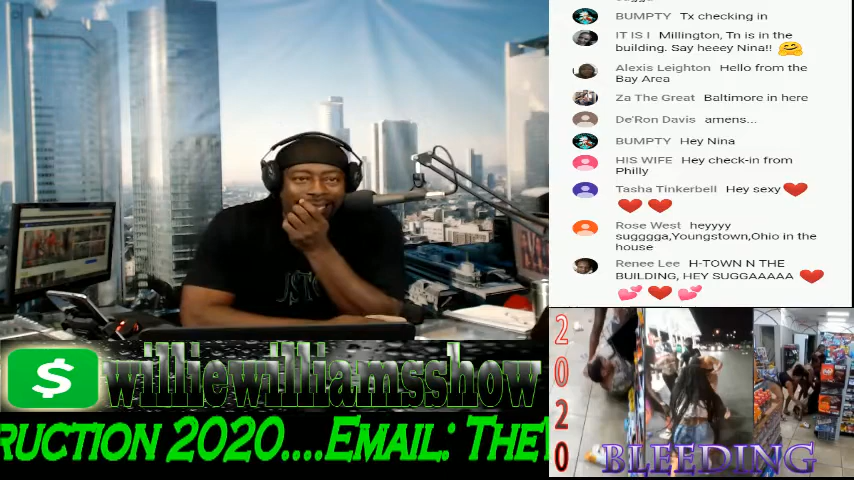 BUMPTY Tx checking in
IT IS I Millington, Tn is in the
building. Say heeey Nina!!
Alexis Leighton Hello from the
Bay Area
Za The Great Baltimore in here
De'Ron Davis amens...
BUMPTY Hey Nina
HIS WIFE Hey check-in from
Philly
Tasha Tinkerbell Hey sexy
Rose West heyyyy
sugggga,Youngstown,Ohio in the
house
Renee Lee H-TOWN N THE
BUILDING, HEY SUGGAAAAA
$ williewilliamsshow
RUCTION 2020....EMAIL: THE
2020
BLEEDING